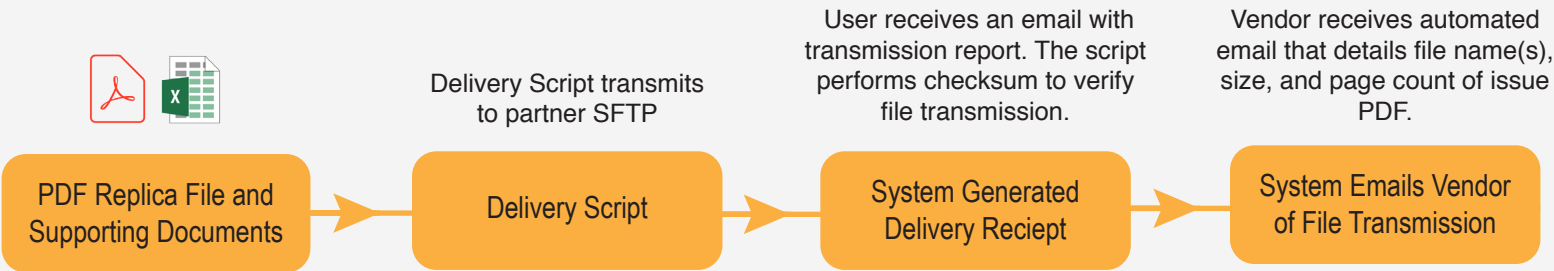 X
PDF Replica File and
Supporting Documents
Delivery Script transmits
to partner SFTP
Delivery Script
User receives an email with
transmission report. The script
performs checksum to verify
file transmission.
System Generated
Delivery Reciept
Vendor receives automated
email that details file name(s),
size, and page count of issue
PDF.
System Emails Vendor
of File Transmission